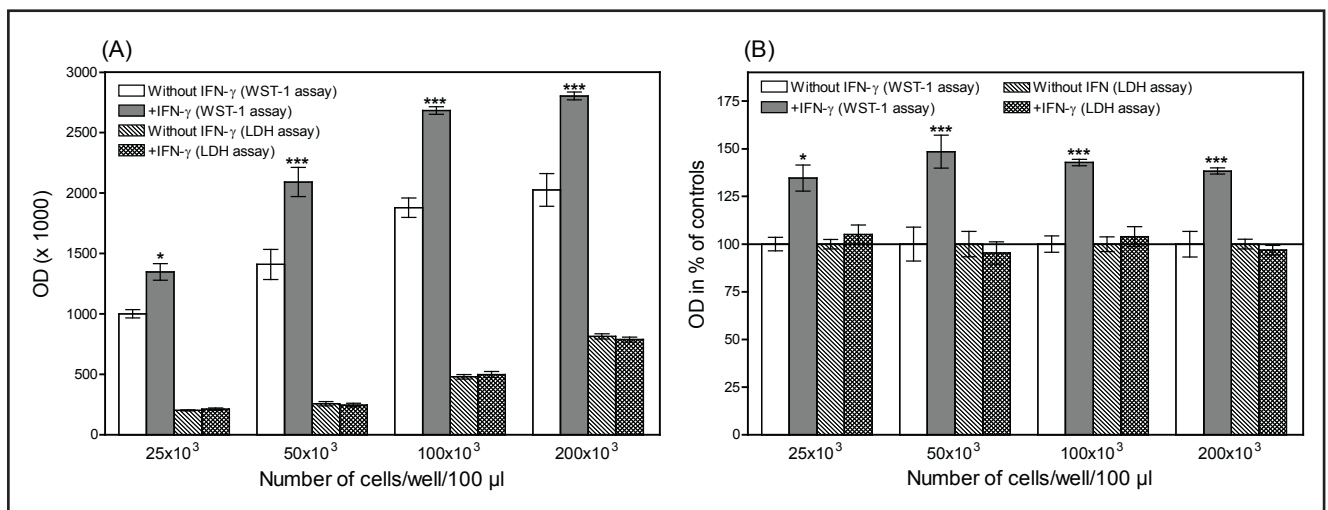 (A)
Without IFN-γ (WST-1 assay)
+IFN-γ (WST-1 assay)
Without IFN-γ (LDH assay)
+IFN-γ (LDH assay)
OD (x 1000)
3000
2500
2000
1500
1000
500
0
*
***
***
***
25x10³
50x10³
100x10³
200x10³
Number of cells/well/100 µl
(B)
Without IFN-γ (WST-1 assay)
Without IFN (LDH assay)
+IFN-γ (WST-1 assay)
+IFN-γ (LDH assay)
OD in % of controls
175
150
125
100
75
50
25
0
*
***
***
***
25x10³
50x10³
100x10³
200x10³
Number of cells/well/100 µl